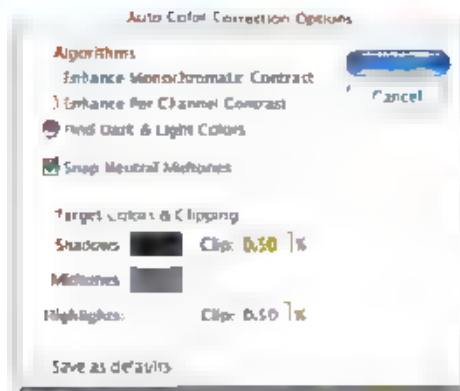 Auto Color Correction Options
Algorithms
Enhance Monochromatic Contrast
Enhance Per Channel Contrast
Cancel
Find Dark & Light Colors
Snap Neutral Midtones
Target Colors & Clipping
Shadows Clip: 0.50 %
Midtones
Highlights: Clip: 0.50 %
Save as defaults